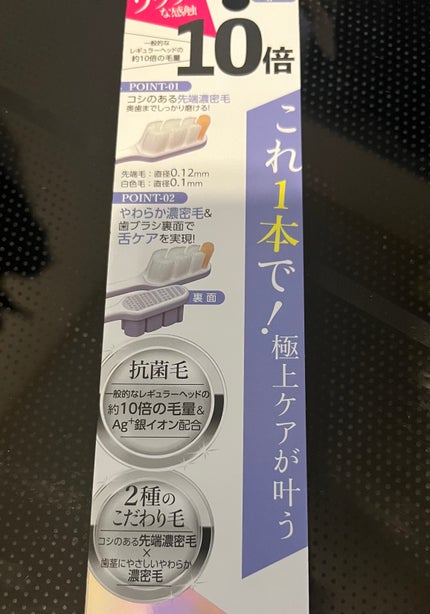 な感触
一般的な
レギュラーヘッドの
約10倍の毛量
10倍
POINT-01
コシのある先端濃密毛
奥歯までしっかり磨ける!
先端毛：直径0.12mm
白色毛：直径0.1mm
POINT-02
やわらか濃密毛&
歯ブラシ裏面で
舌ケアを実現!
裏面
抗菌毛
一般的なレギュラーヘッドの
約10倍の毛量&
Ag⁺銀イオン配合
2種の
こだわり毛
コシのある先端濃密毛
×
歯茎にやさしいやわらか
濃密毛
これ1本で!
極上ケアが叶う